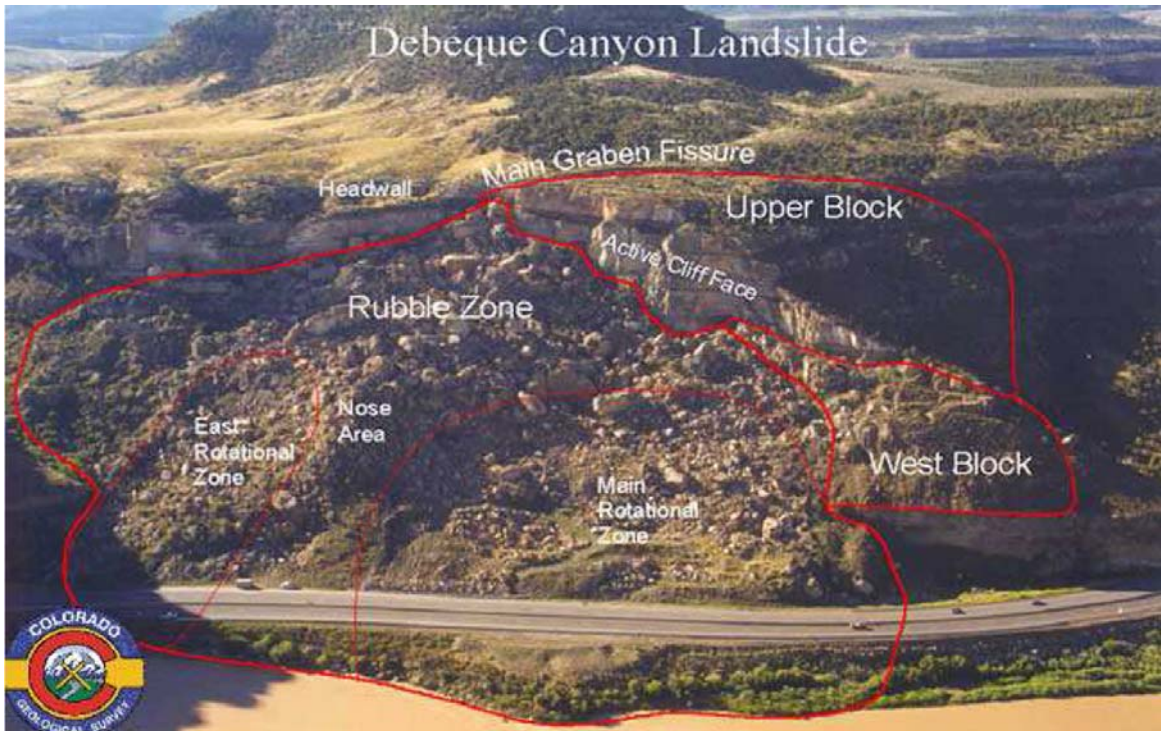 Debeque Canyon Landslide
Main Graben Fissure
Headwall
Upper Block
Active Cliff Face
Rubble Zone
East
Rotational
Zone
Nose
Area
Main
Rotational
Zone
West Block
COLORADO
GEOLOGICAL SURVEY